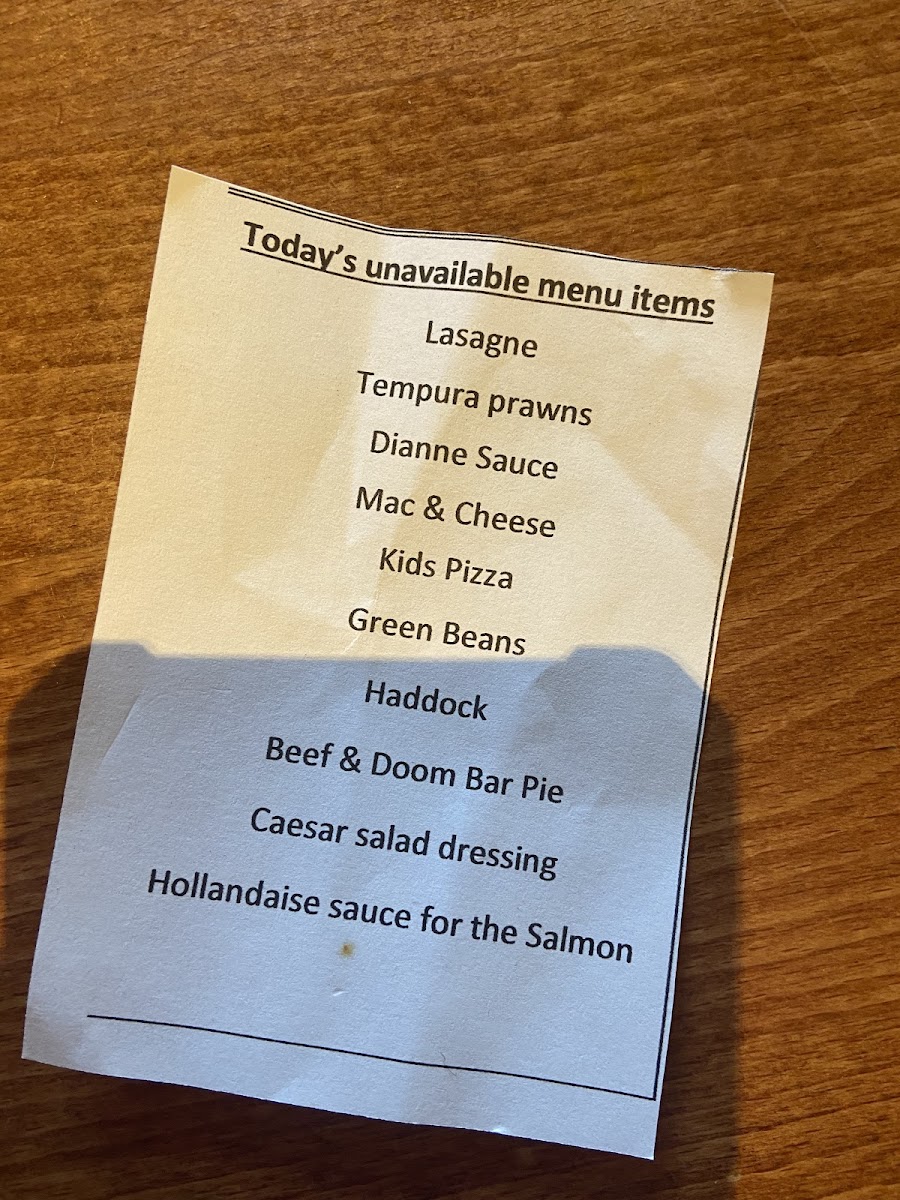 Today's unavailable menu items
Lasagne
Tempura prawns
Dianne Sauce
Mac & Cheese
Kids Pizza
Green Beans
Haddock
Beef & Doom Bar Pie
Caesar salad dressing
Hollandaise sauce for the Salmon